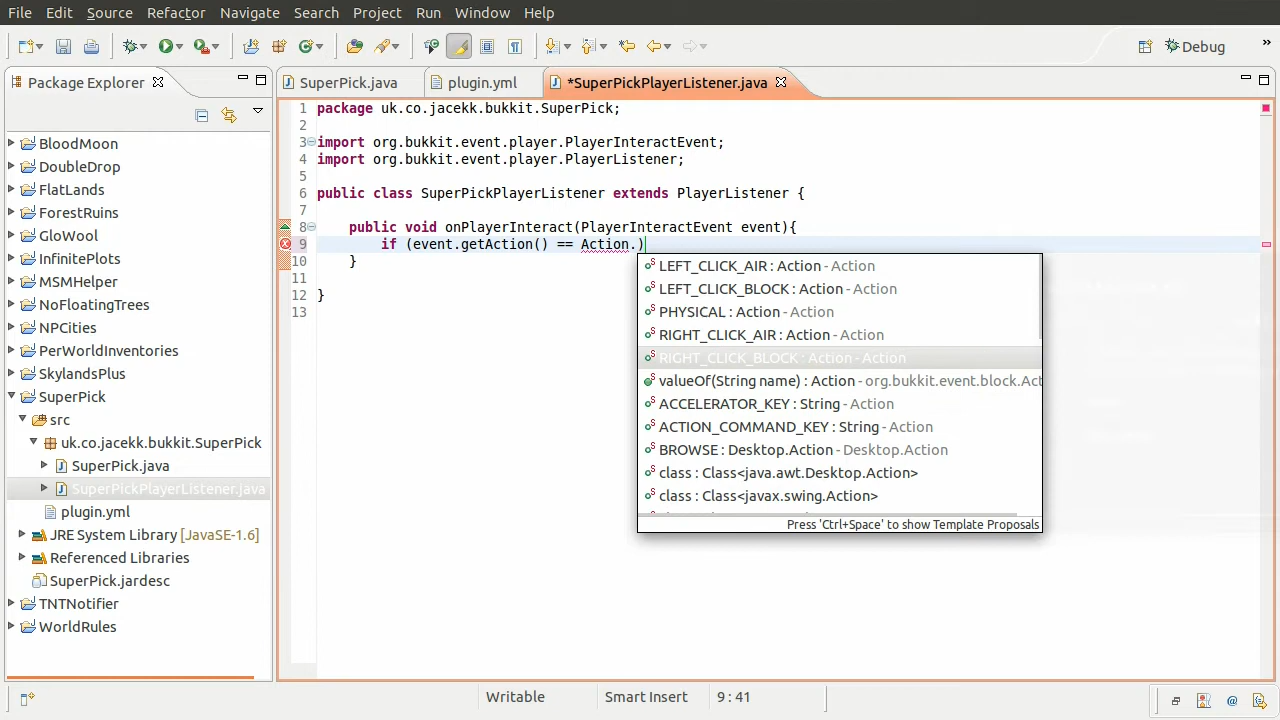 File Edit Source Refactor Navigate Search Project Run Window Help
Debug
»
Package Explorer
SuperPick.java
plugin.yml
*SuperPickPlayerListener.java
BloodMoon
DoubleDrop
FlatLands
ForestRuins
GloWool
InfinitePlots
MSMHelper
NoFloatingTrees
NPCities
PerWorldInventories
SkylandsPlus
SuperPick
src
uk.co.jacekk.bukkit.SuperPick
SuperPick.java
SuperPickPlayerListener.java
plugin.yml
JRE System Library [JavaSE-1.6]
Referenced Libraries
SuperPick.jardesc
TNTNotifier
WorldRules
1 package uk.co.jacekk.bukkit.SuperPick;
2
3 import org.bukkit.event.player.PlayerInteractEvent;
4 import org.bukkit.event.player.PlayerListener;
5
6 public class SuperPickPlayerListener extends PlayerListener {
7
8 public void onPlayerInteract(PlayerInteractEvent event){
9 if (event.getAction() == Action.)
10 }
11
12 }
13
LEFT_CLICK_AIR : Action - Action
LEFT_CLICK_BLOCK : Action - Action
PHYSICAL : Action - Action
RIGHT_CLICK_AIR : Action - Action
RIGHT_CLICK_BLOCK : Action - Action
valueOf(String name) : Action - org.bukkit.event.block.Act
ACCELERATOR_KEY : String - Action
ACTION_COMMAND_KEY : String - Action
BROWSE : Desktop.Action - Desktop.Action
class : Class<java.awt.Desktop.Action>
class : Class<javax.swing.Action>
Press 'Ctrl+Space' to show Template Proposals
Writable
Smart Insert
9 : 41